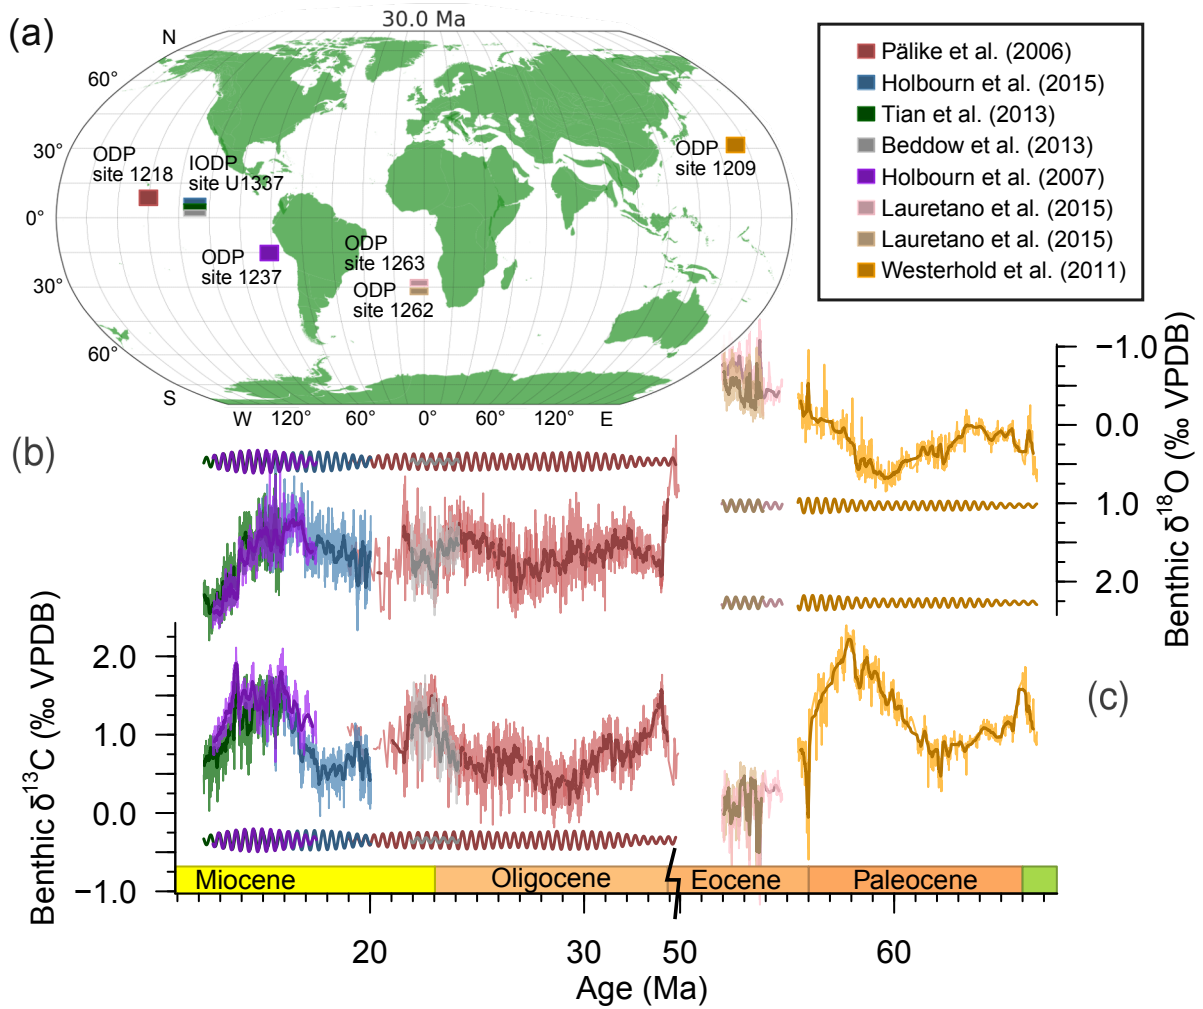 (a)
30.0 Ma
N
60°
30°
0°
30°
60°
S
W 120° 60° 0° 60° 120° E
ODP
site 1218
IODP
site U1337
ODP
site 1237
ODP
site 1263
ODP
site 1262
ODP
site 1209
Pälike et al. (2006)
Holbourn et al. (2015)
Tian et al. (2013)
Beddow et al. (2013)
Holbourn et al. (2007)
Lauretano et al. (2015)
Lauretano et al. (2015)
Westerhold et al. (2011)
(b)
−1.0
0.0
1.0
2.0
Benthic δ18O (‰ VPDB)
2.0
1.0
0.0
−1.0
Benthic δ13C (‰ VPDB)
(c)
Miocene Oligocene Eocene Paleocene
20 30 50 60
Age (Ma)